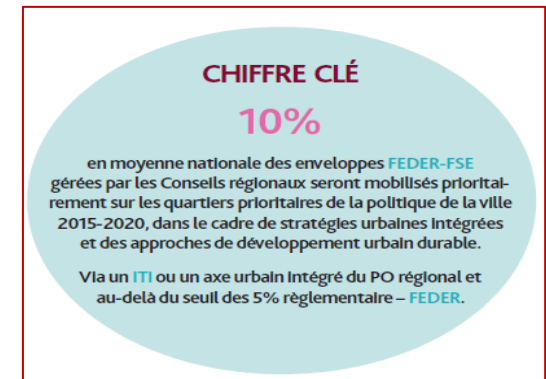 CHIFFRE CLÉ
10%
en moyenne nationale des enveloppes FEDER-FSE
gérées par les Conseils régionaux seront mobilisés prioritai-
rement sur les quartiers prioritaires de la politique de la ville
2015-2020, dans le cadre de stratégies urbaines intégrées
et des approches de développement urbain durable.
Via un ITI ou un axe urbain intégré du PO régional et
au-delà du seuil des 5% règlementaire – FEDER.